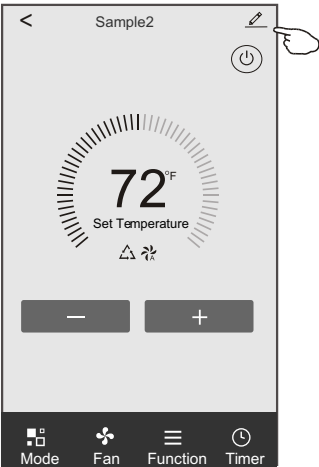 < Sample2
72°F
Set Temperature
A
— +
Mode Fan Function Timer